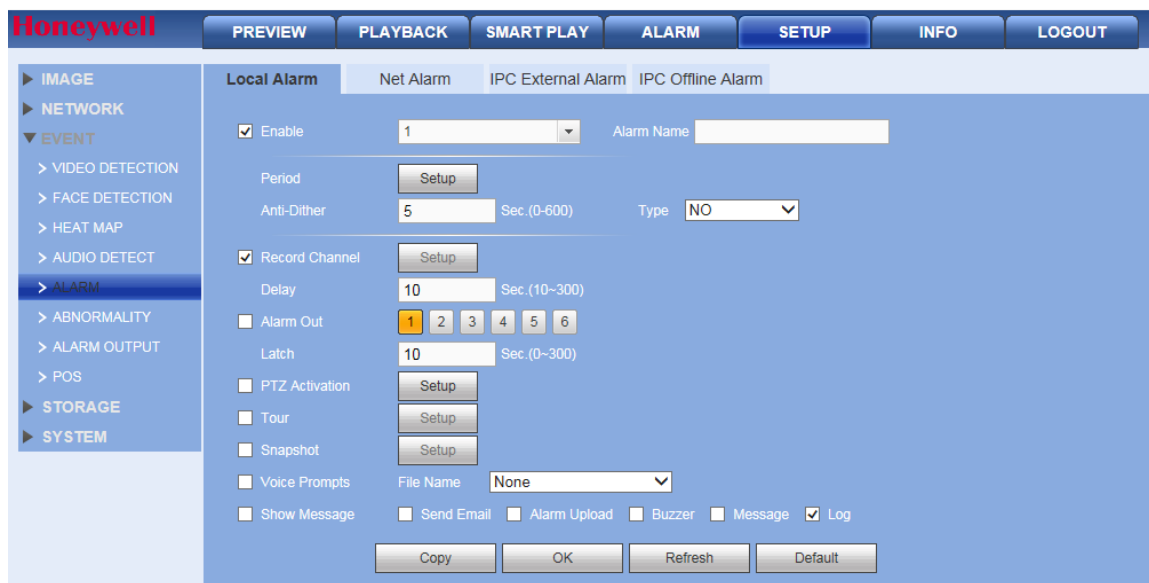 Honeywell
PREVIEW PLAYBACK SMART PLAY ALARM SETUP INFO LOGOUT
IMAGE
NETWORK
EVENT
> VIDEO DETECTION
> FACE DETECTION
> HEAT MAP
> AUDIO DETECT
> ALARM
> ABNORMALITY
> ALARM OUTPUT
> POS
STORAGE
SYSTEM
Local Alarm Net Alarm IPC External Alarm IPC Offline Alarm
Enable 1 Alarm Name
Period Setup
Anti-Dither 5 Sec.(0-600) Type NO
Record Channel Setup
Delay 10 Sec.(10~300)
Alarm Out 1 2 3 4 5 6
Latch 10 Sec.(0~300)
PTZ Activation Setup
Tour Setup
Snapshot Setup
Voice Prompts File Name None
Show Message Send Email Alarm Upload Buzzer Message Log
Copy OK Refresh Default